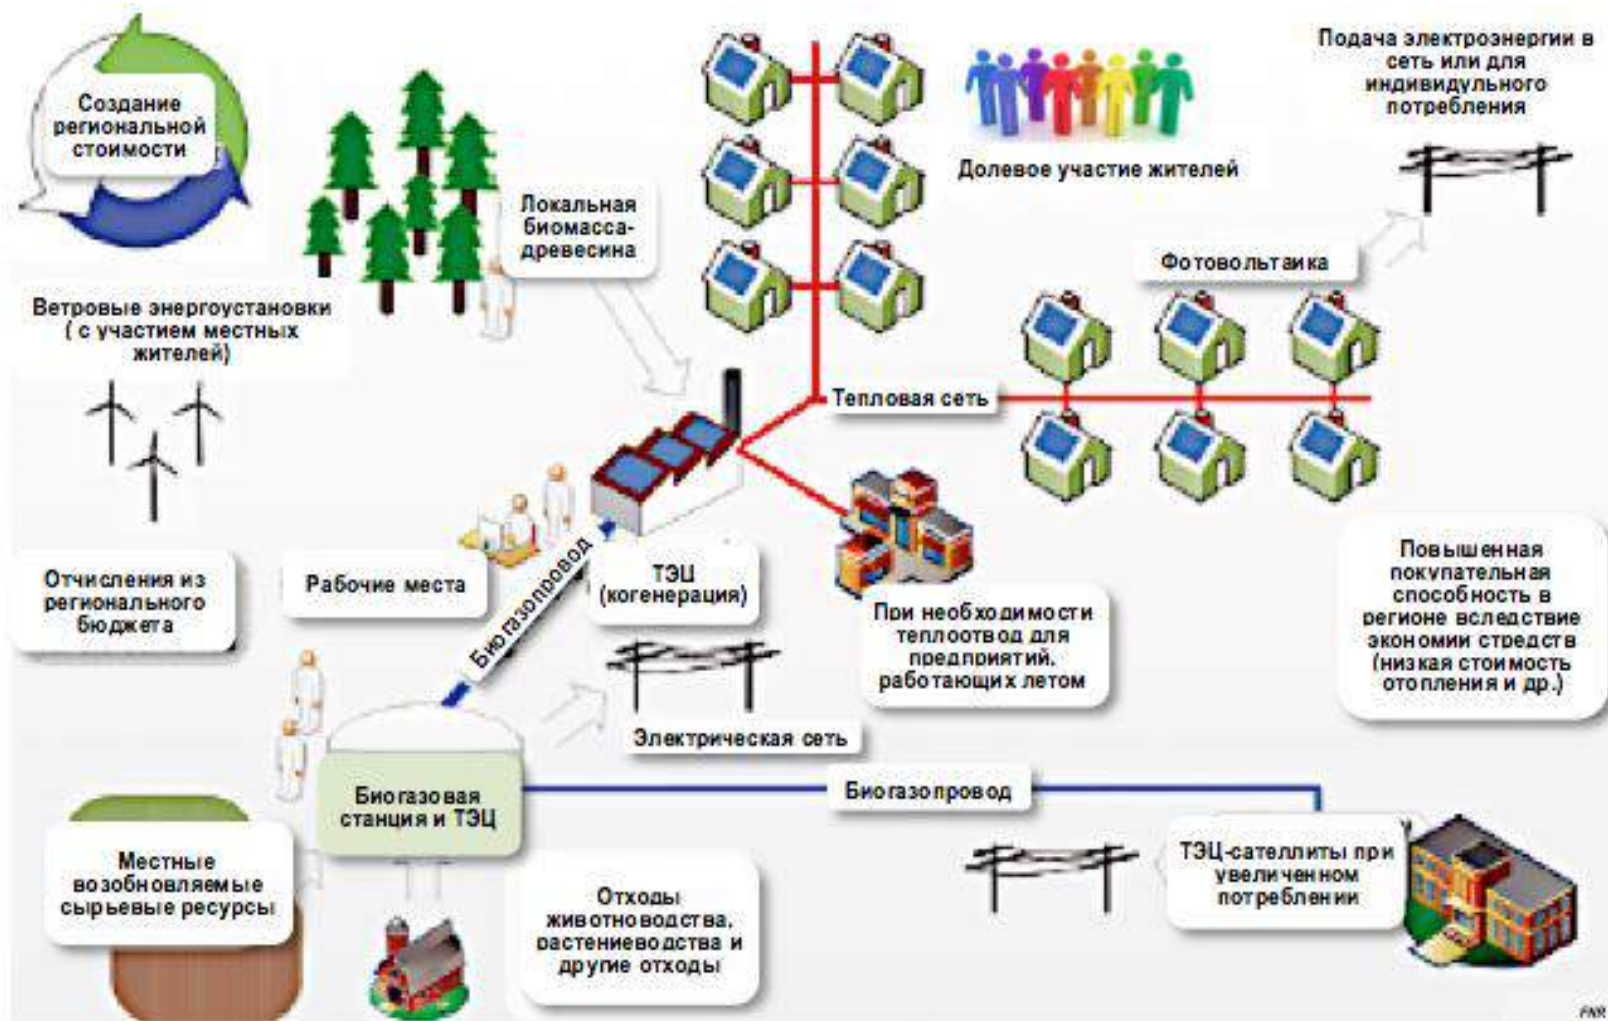 Создание
региональной
стоимости
Ветровые энергоустановки
( с участием местных
жителей)
Локальная
биомасса-
древесина
Долевое участие жителей
Подача электроэнергии в
сеть или для
индивидульного
потребления
Фотовольтаика
Тепловая сеть
Отчисления из
регионального
бюджета
Рабочие места
Биогазопровод
ТЭЦ
(когенерация)
При необходимости
теплоотвод для
предприятий,
работающих летом
Повышенная
покупательная
способность в
регионе вследствие
экономии стредств
(низкая стоимость
отопления и др.)
Электрическая сеть
Биогазовая
станция и ТЭЦ
Биогазопровод
Местные
возобновляемые
сырьевые ресурсы
Отходы
животноводства,
растениеводства и
другие отходы
ТЭЦ-сателлиты при
увеличенном
потреблении
FNR